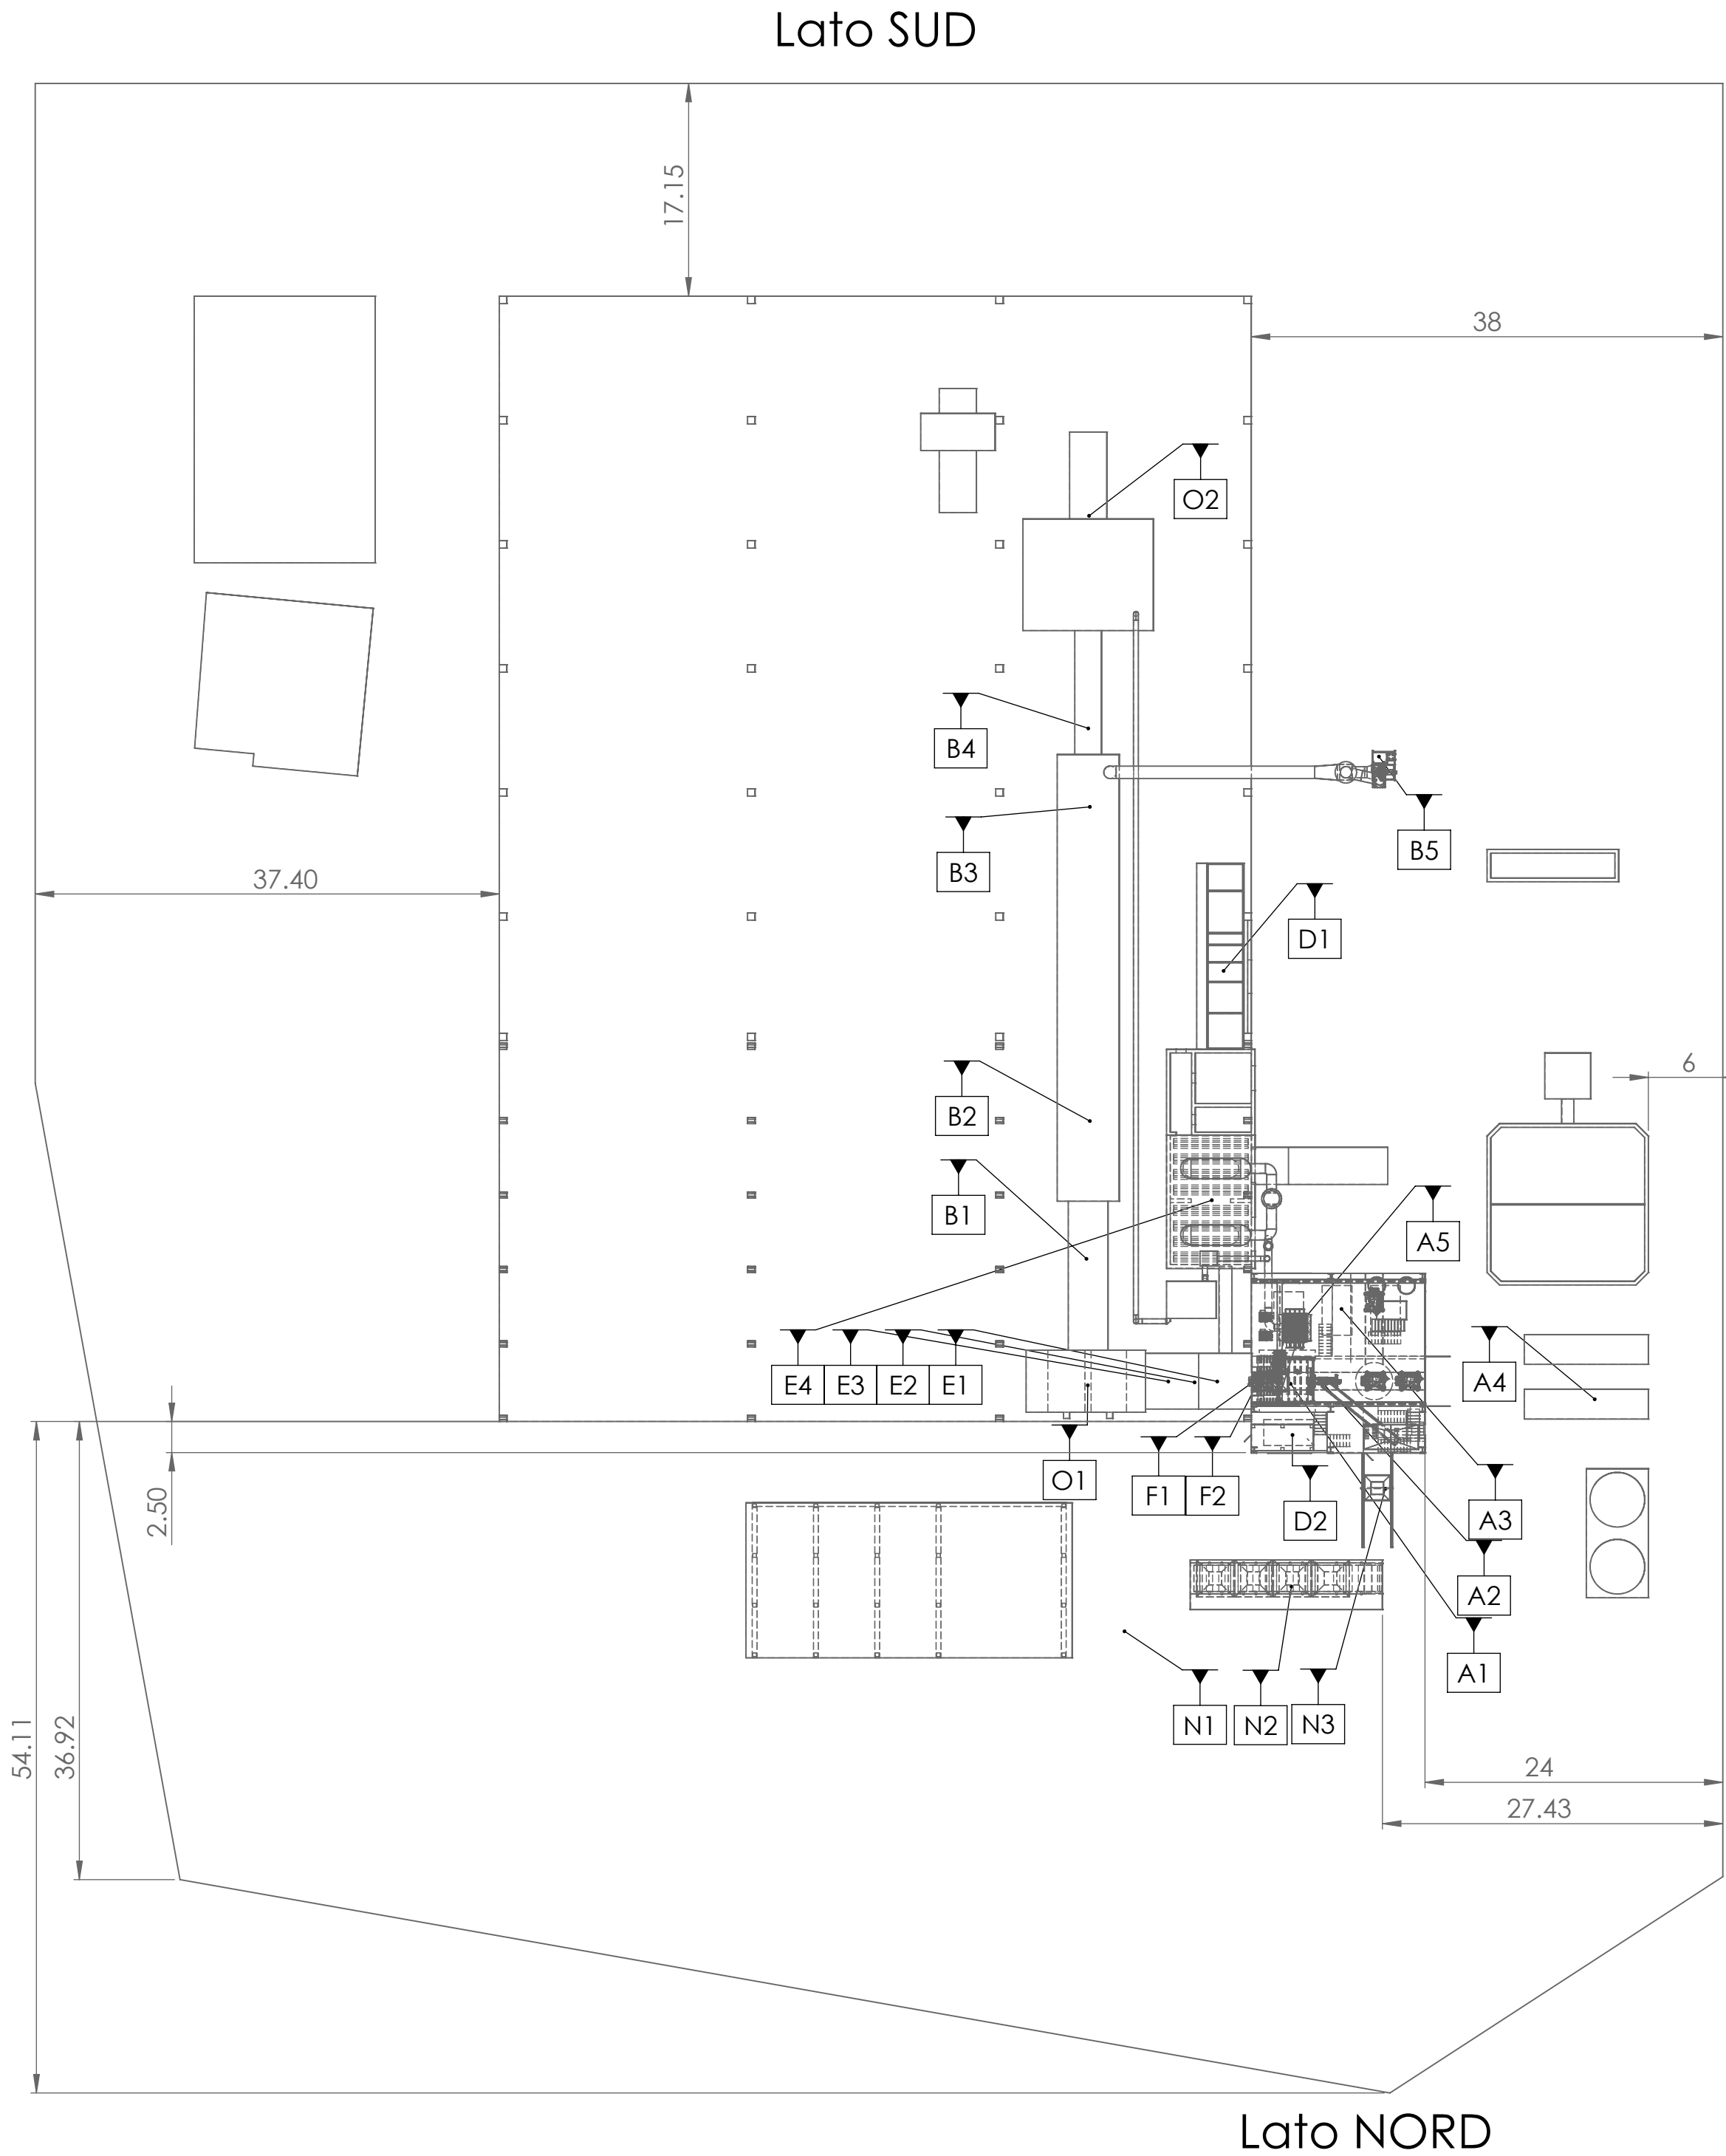 Lato SUD
17.15
38
O2
B4
B5
B3
37.40
D1
6
B2
B1
A5
E4
E3
E2
E1
A4
O1
F1
F2
D2
A3
2.50
A2
A1
N1
N2
N3
54.11
36.92
24
27.43
Lato NORD